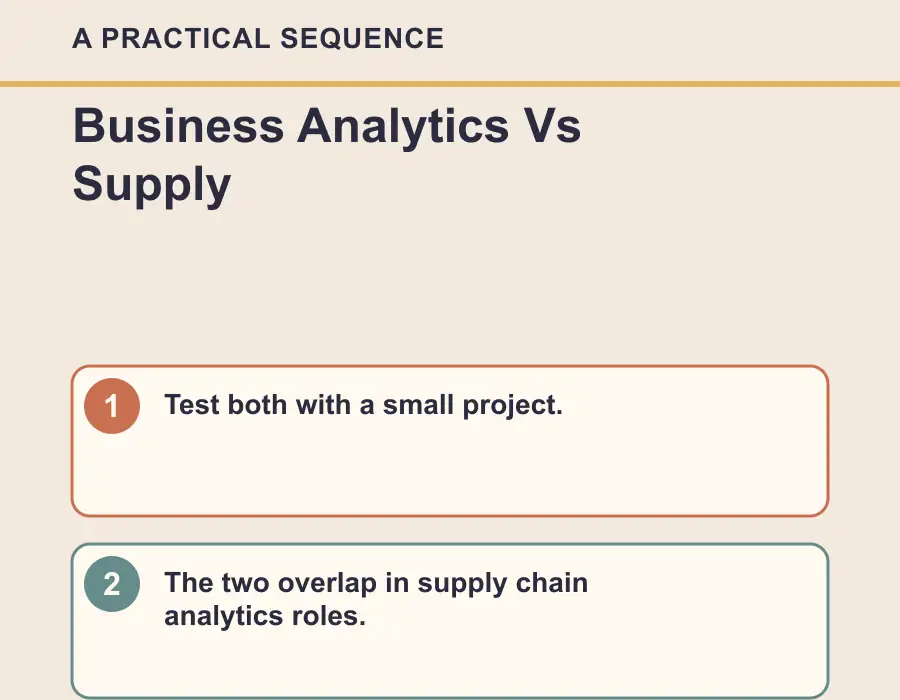 A PRACTICAL SEQUENCE
Business Analytics Vs
Supply
1
Test both with a small project.
2
The two overlap in supply chain
analytics roles.